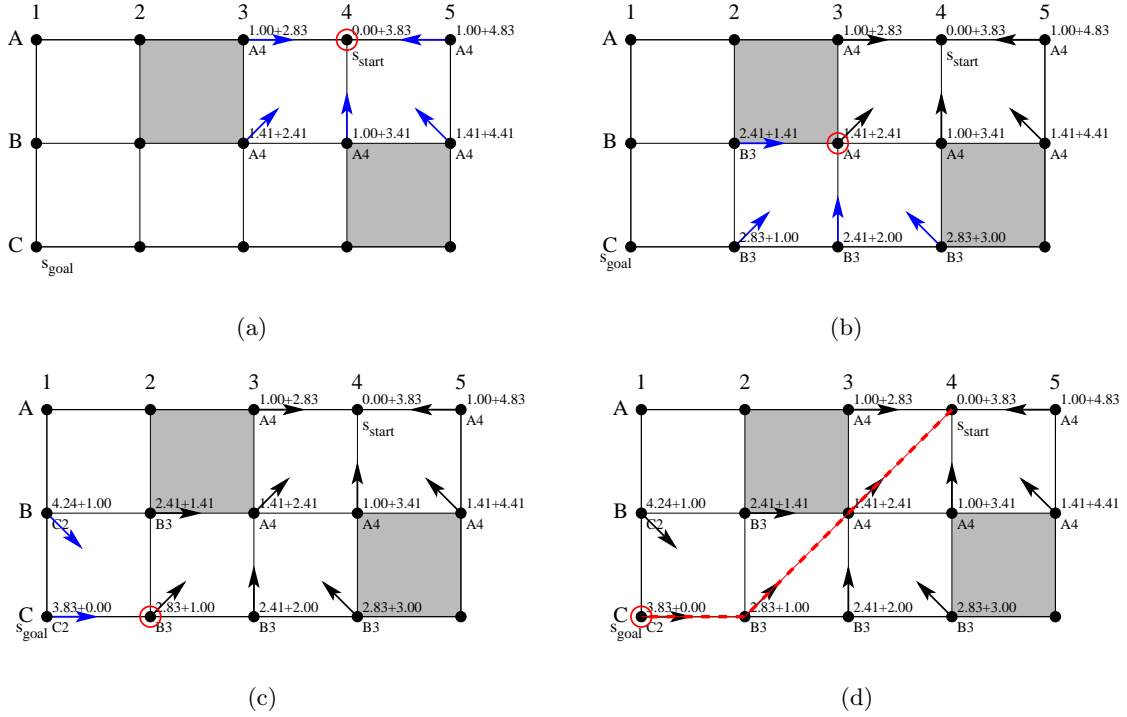 1 2 3 4 5
A 1.00+2.83 0.00+3.83 1.00+4.83
A4 s_start A4
B 1.41+2.41 1.00+3.41 1.41+4.41
A4 A4 A4
C
s_goal
(a)
1 2 3 4 5
A 1.00+2.83 0.00+3.83 1.00+4.83
A4 s_start A4
B 2.41+1.41 1.41+2.41 1.00+3.41 1.41+4.41
B3 A4 A4 A4
C 2.83+1.00 2.41+2.00 2.83+3.00
s_goal B3 B3 B3
(b)
1 2 3 4 5
A 1.00+2.83 0.00+3.83 1.00+4.83
A4 s_start A4
B 4.24+1.00 2.41+1.41 1.41+2.41 1.00+3.41 1.41+4.41
C2 B3 A4 A4 A4
C 3.83+0.00 2.83+1.00 2.41+2.00 2.83+3.00
s_goal C2 B3 B3 B3
(c)
1 2 3 4 5
A 1.00+2.83 0.00+3.83 1.00+4.83
A4 s_start A4
B 4.24+1.00 2.41+1.41 1.41+2.41 1.00+3.41 1.41+4.41
C2 B3 A4 A4 A4
C 3.83+0.00 2.83+1.00 2.41+2.00 2.83+3.00
s_goal C2 B3 B3 B3
(d)